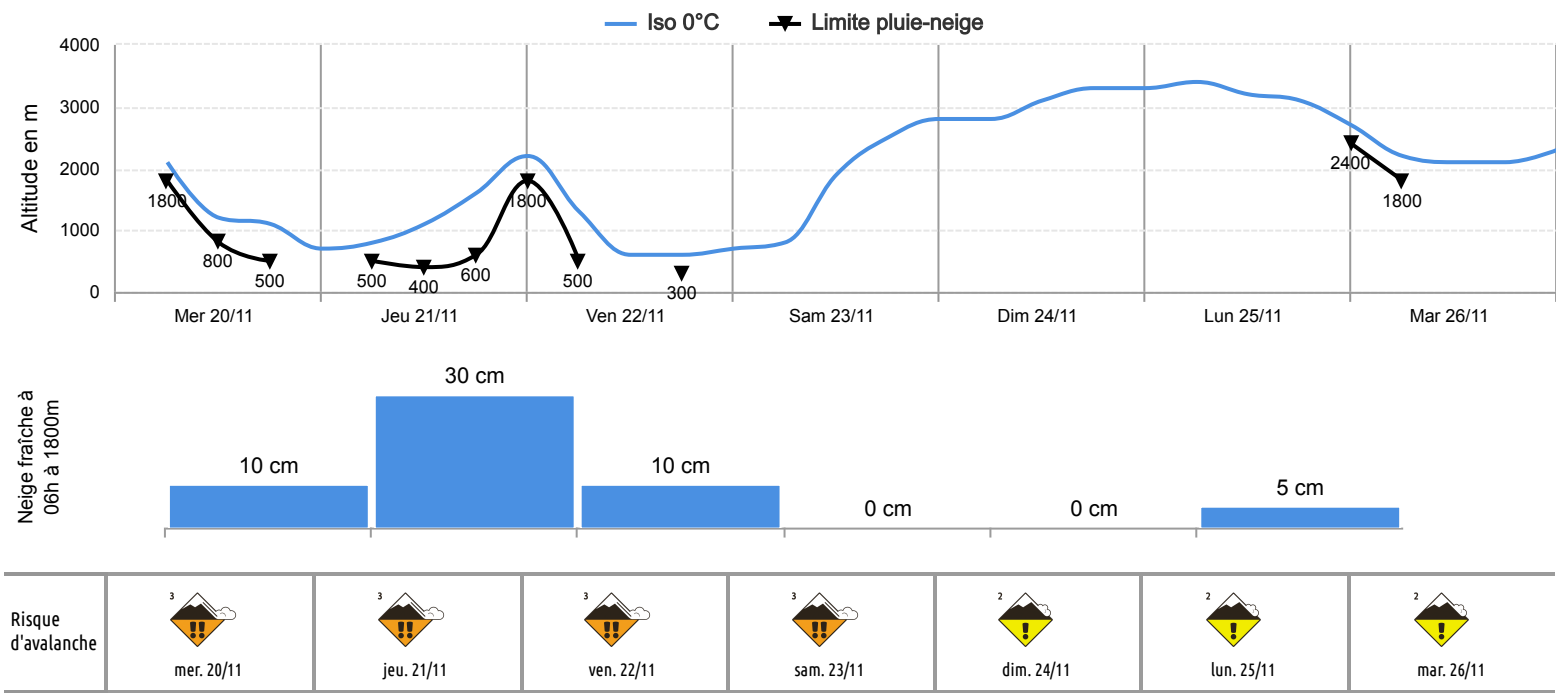 Iso 0°C Limite pluie-neige
Altitude en m
4000
3000
2000
1000
0
1800
800
500
500
400
600
1800
500
300
2400
1800
Mer 20/11 Jeu 21/11 Ven 22/11 Sam 23/11 Dim 24/11 Lun 25/11 Mar 26/11
Neige fraîche à
06h à 1800m
10 cm 30 cm 10 cm 0 cm 0 cm 5 cm
Risque
d'avalanche
3 3 3 3 2 2 2
!! !! !! !! ! ! !
mer. 20/11 jeu. 21/11 ven. 22/11 sam. 23/11 dim. 24/11 lun. 25/11 mar. 26/11